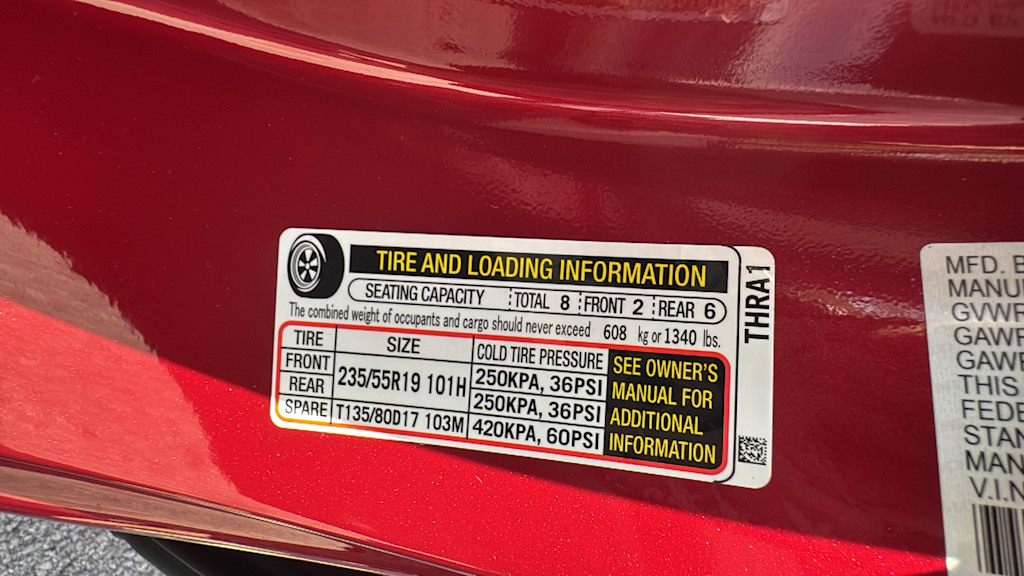 TIRE AND LOADING INFORMATION
SEATING CAPACITY TOTAL 8 FRONT 2 REAR 6
The combined weight of occupants and cargo should never exceed 608 kg or 1340 lbs.
TIRE SIZE COLD TIRE PRESSURE
FRONT 235/55R19 101H 250KPA, 36PSI
REAR 250KPA, 36PSI
SPARE T135/80D17 103M 420KPA, 60PSI
SEE OWNER'S
MANUAL FOR
ADDITIONAL
INFORMATION
THRA1
MFD. B
MANU
GVWR
GAWR
GAWR
THIS
FEDE
STAN
MAN
V.I.N